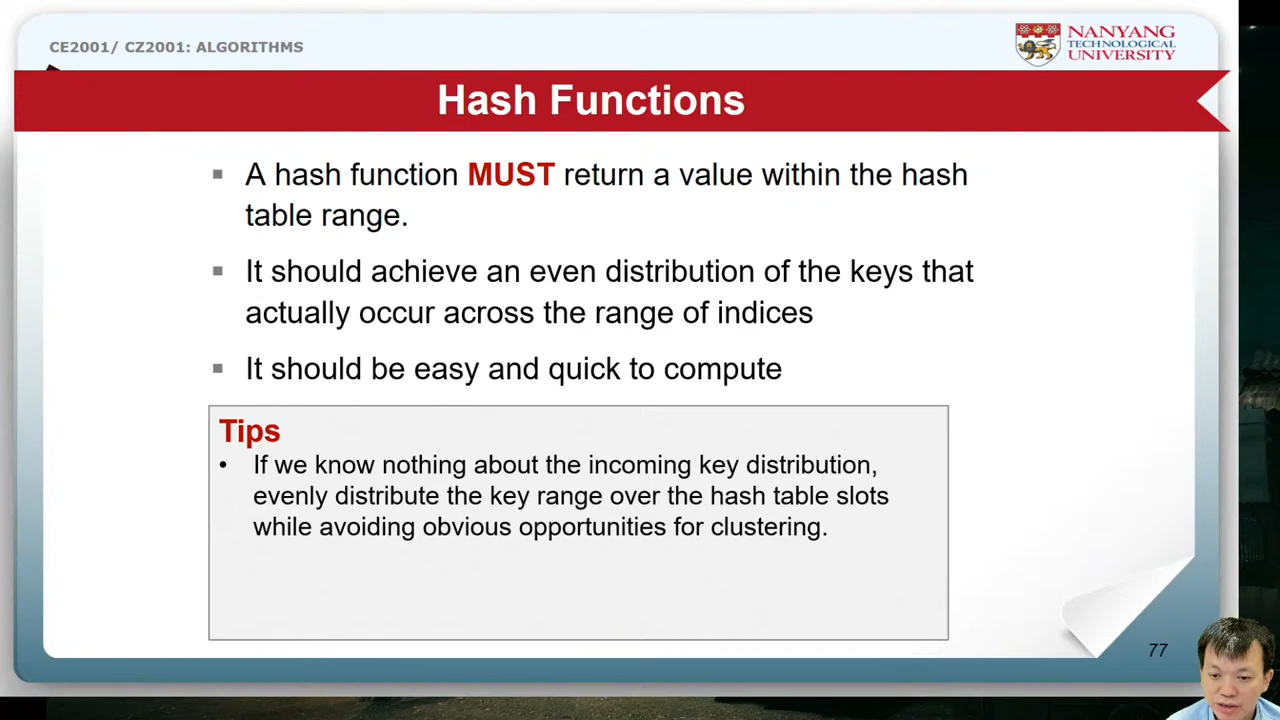 CE2001/ CZ2001: ALGORITHMS
NANYANG
TECHNOLOGICAL
UNIVERSITY
Hash Functions
▪ A hash function MUST return a value within the hash
table range.
▪ It should achieve an even distribution of the keys that
actually occur across the range of indices
▪ It should be easy and quick to compute
Tips
• If we know nothing about the incoming key distribution,
evenly distribute the key range over the hash table slots
while avoiding obvious opportunities for clustering.
77